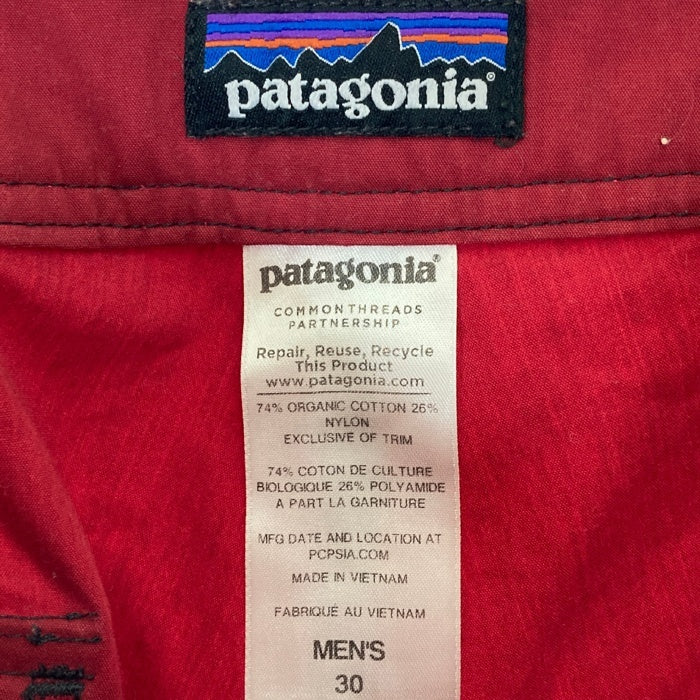 patagonia®
patagonia®
COMMON THREADS
PARTNERSHIP
Repair, Reuse, Recycle
This Product
www.patagonia.com
74% ORGANIC COTTON 26%
NYLON
EXCLUSIVE OF TRIM
74% COTON DE CULTURE
BIOLOGIQUE 26% POLYAMIDE
A PART LA GARNITURE
MFG DATE AND LOCATION AT
PCPSIA.COM
MADE IN VIETNAM
FABRIQUÉ AU VIETNAM
MEN'S
30